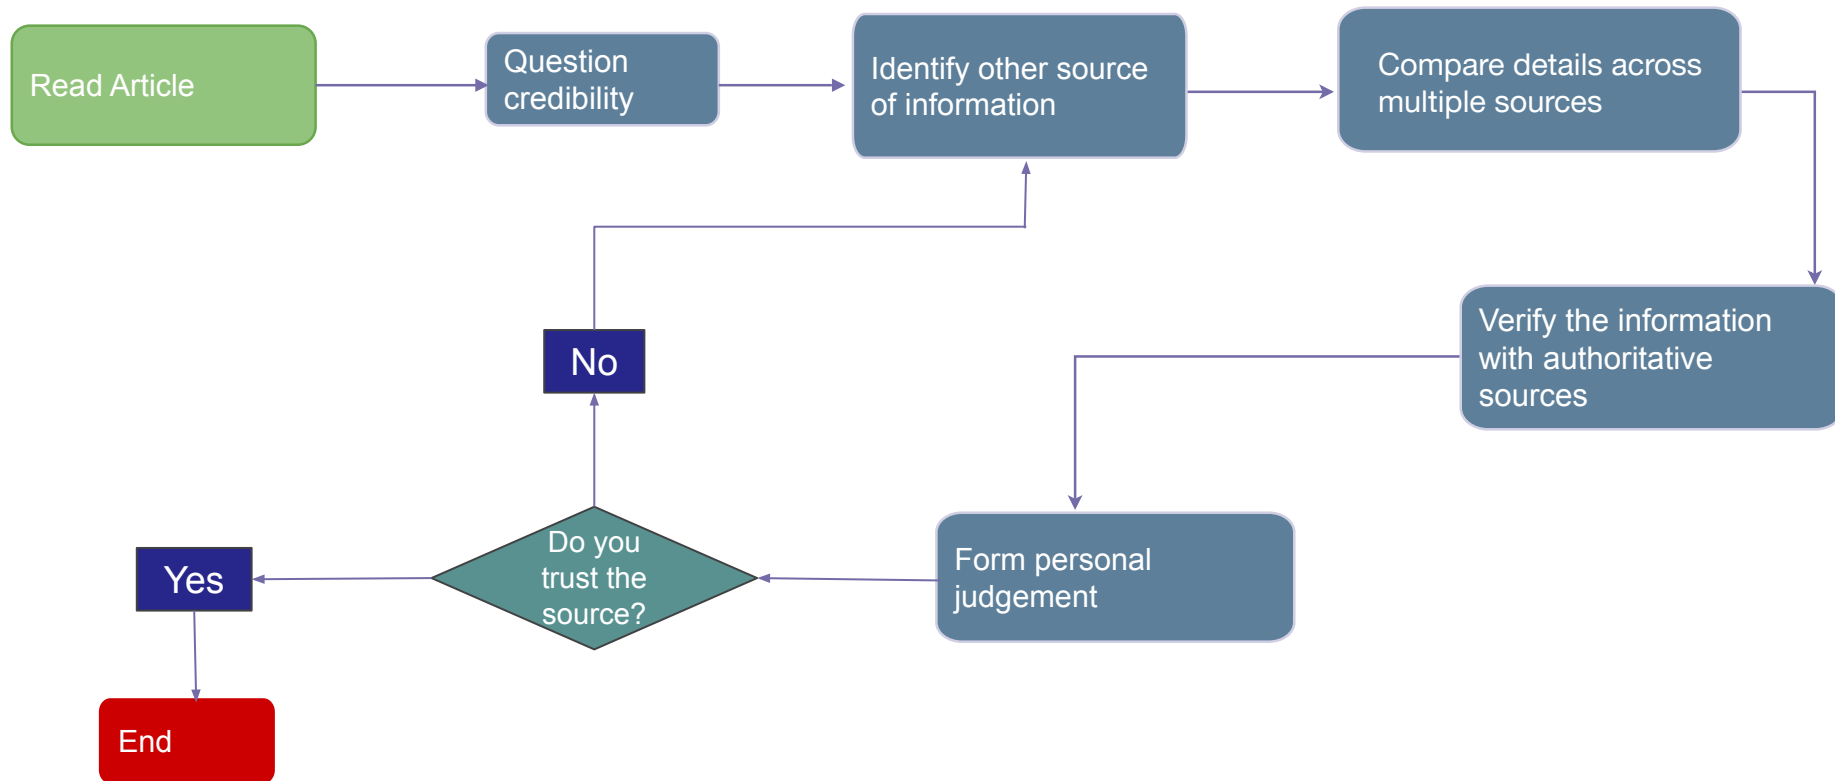 Read Article
Question
credibility
Identify other source
of information
Compare details across
multiple sources
Verify the information
with authoritative
sources
Form personal
judgement
Do you
trust the
source?
No
Yes
End